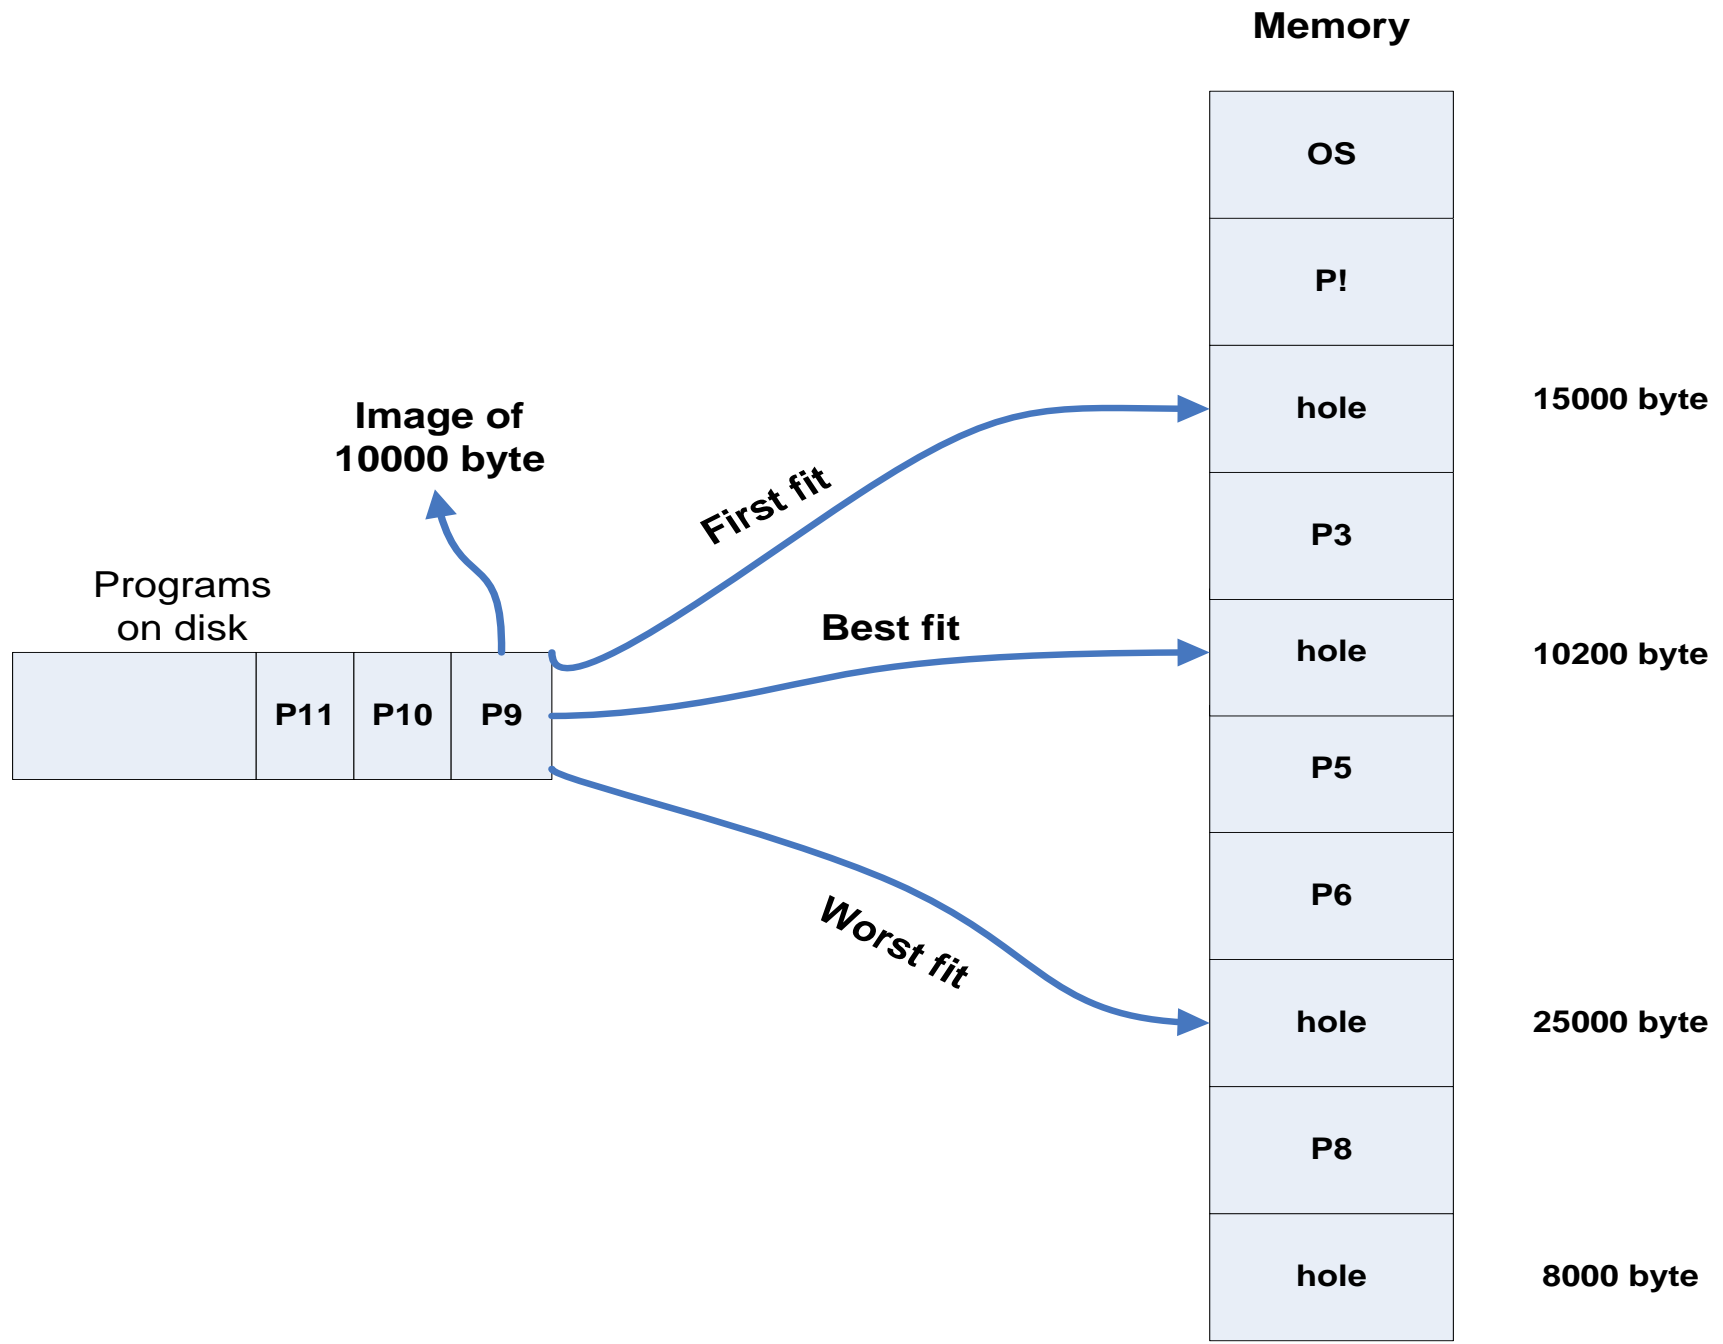 Memory
OS
P!
hole
15000 byte
Image of
10000 byte
First fit
P3
Programs
on disk
Best fit
hole
10200 byte
P11
P10
P9
P5
P6
Worst fit
hole
25000 byte
P8
hole
8000 byte